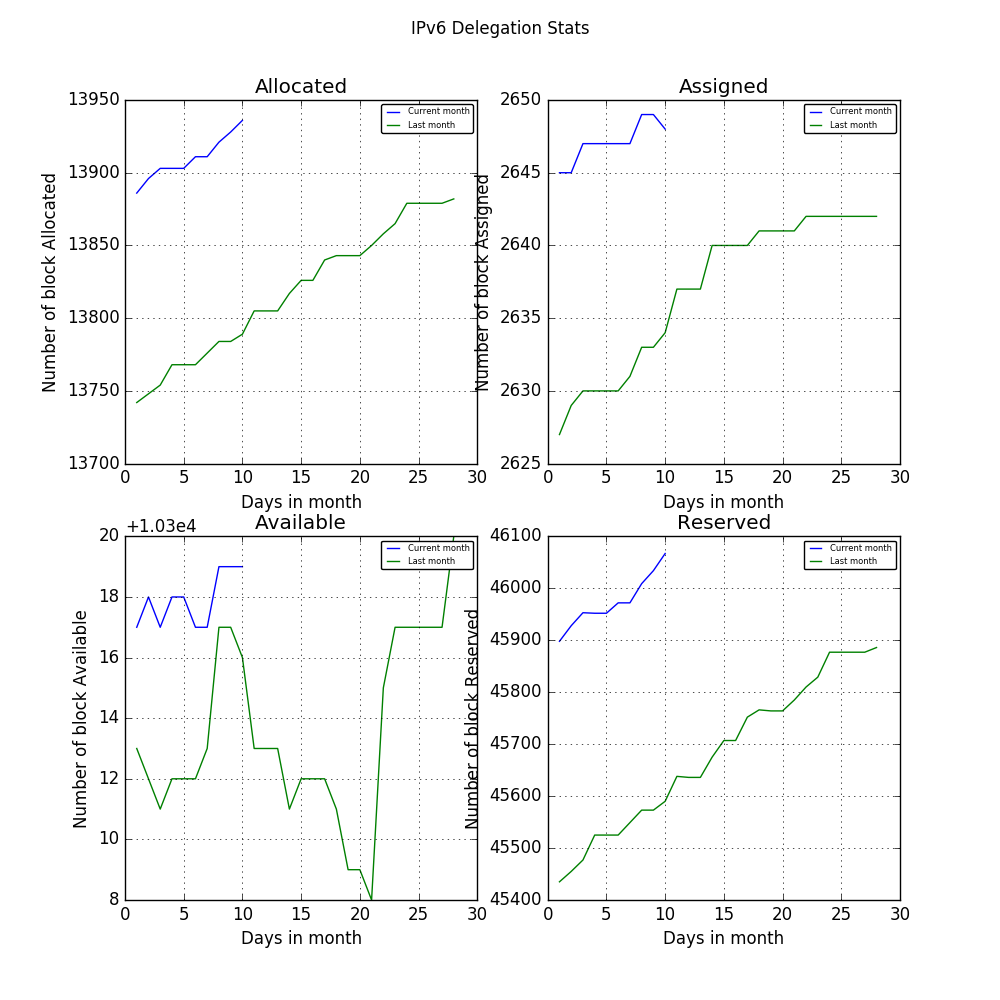 IPv6 Delegation Stats
Allocated
Number of block Allocated
13950
13900
13850
13800
13750
13700
0 5 10 15 20 25 30
Days in month
Current month
Last month
Assigned
Number of block Assigned
2650
2645
2640
2635
2630
2625
0 5 10 15 20 25 30
Days in month
Current month
Last month
Available
+1.03e4
Number of block Available
20
18
16
14
12
10
8
0 5 10 15 20 25 30
Days in month
Current month
Last month
Reserved
Number of block Reserved
46100
46000
45900
45800
45700
45600
45500
45400
0 5 10 15 20 25 30
Days in month
Current month
Last month